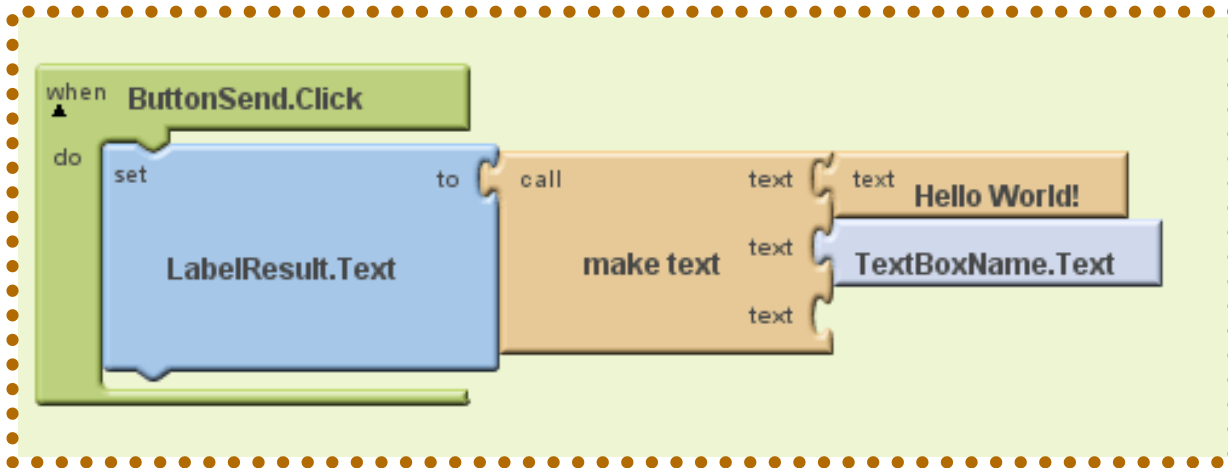 when ButtonSend.Click
do
set to call text text Hello World!
LabelResult.Text make text text TextBoxName.Text
text